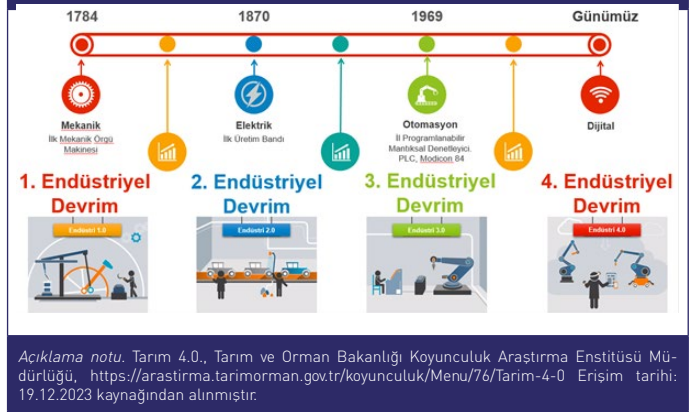 1784
1870
1969
Günümüz
Mekanik
İlk Mekanik Örgü
Makinesi
Elektrik
İlk Üretim Bandı
Otomasyon
İl Programlanabilir
Mantıksal Denetleyici.
PLC, Modicon 84
Dijital
1. Endüstriyel
Devrim
2. Endüstriyel
Devrim
3. Endüstriyel
Devrim
4. Endüstriyel
Devrim
Endüstri 1.0
Endüstri 2.0
Endüstri 3.0
Endüstri 4.0
Açıklama notu. Tarım 4.0., Tarım ve Orman Bakanlığı Koyunculuk Araştırma Enstitüsü Mü-
dürlüğü, https://arastirma.tarimorman.gov.tr/koyunculuk/Menu/76/Tarim-4-0 Erişim tarihi:
19.12.2023 kaynağından alınmıştır.